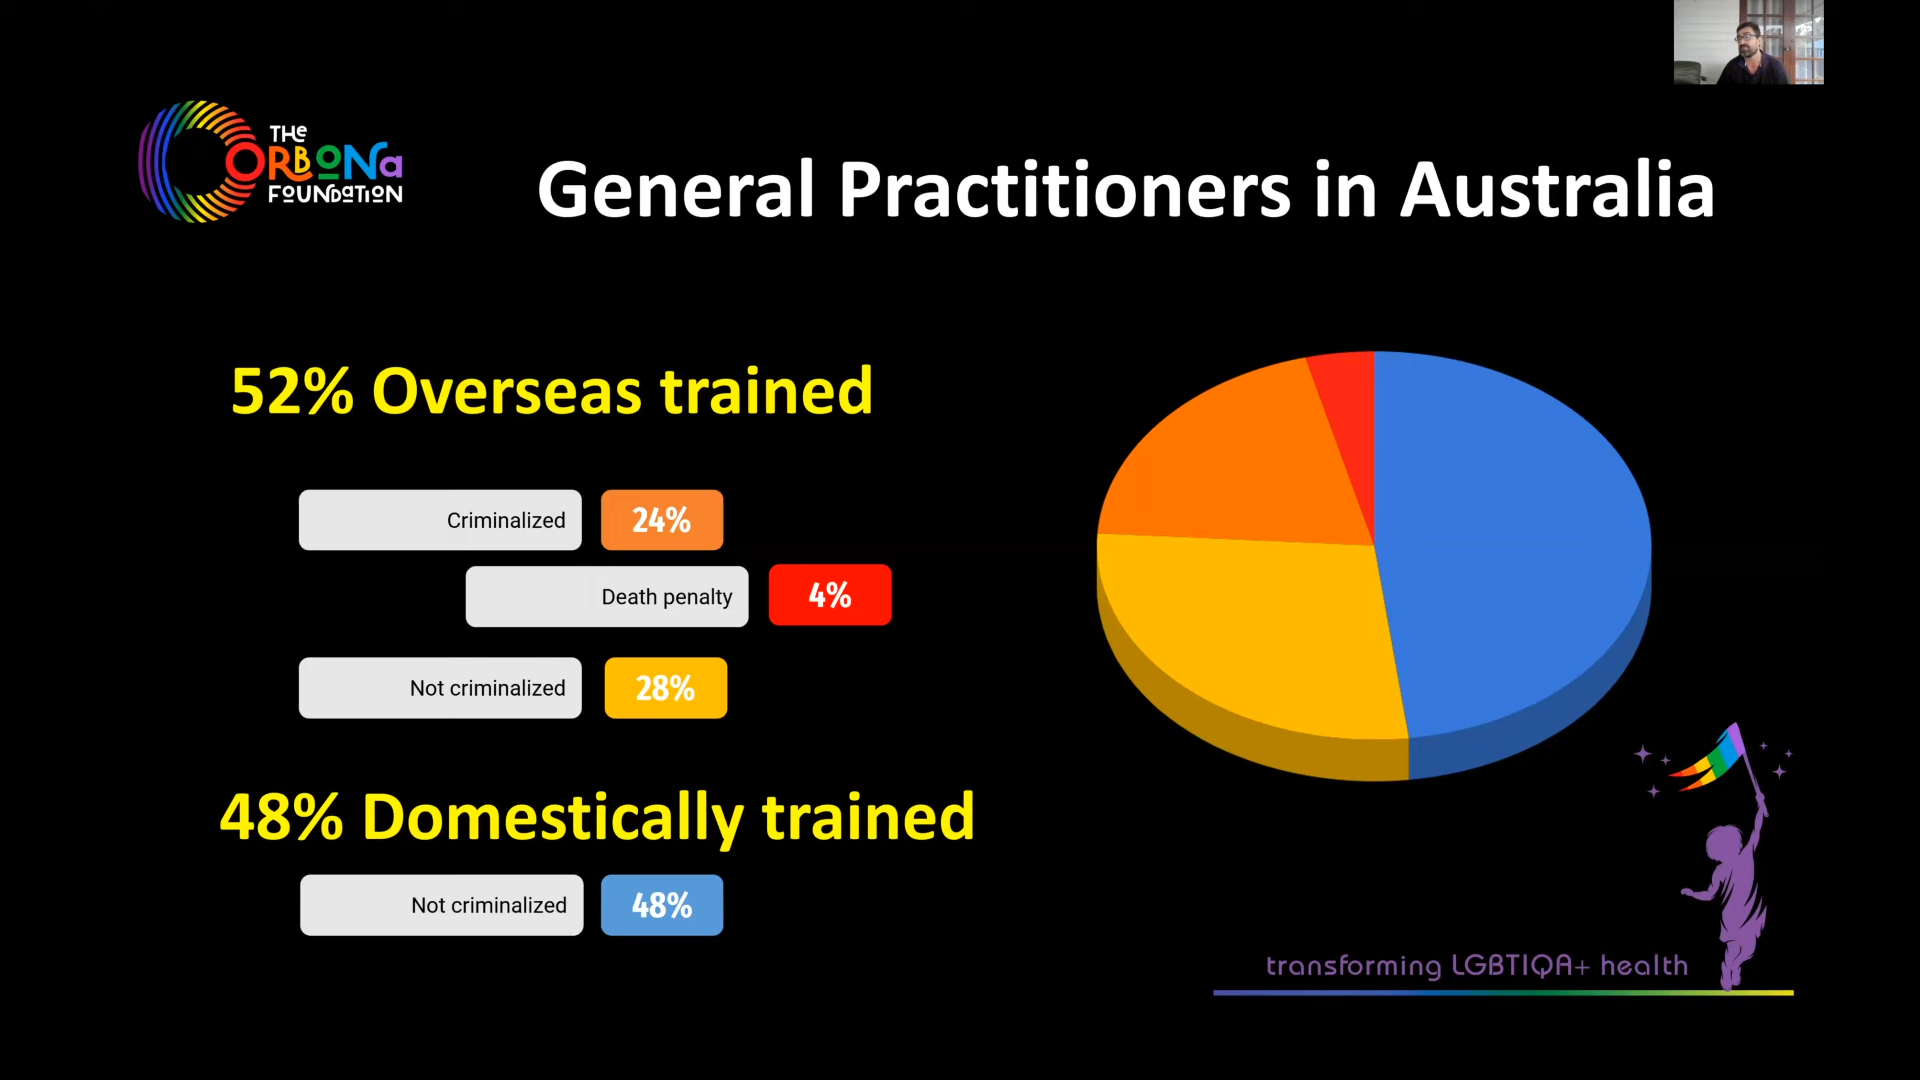 THe
ORBONa
FOUNDATION
General Practitioners in Australia
52% Overseas trained
Criminalized 24%
Death penalty 4%
Not criminalized 28%
48% Domestically trained
Not criminalized 48%
transforming LGBTIQA+ health